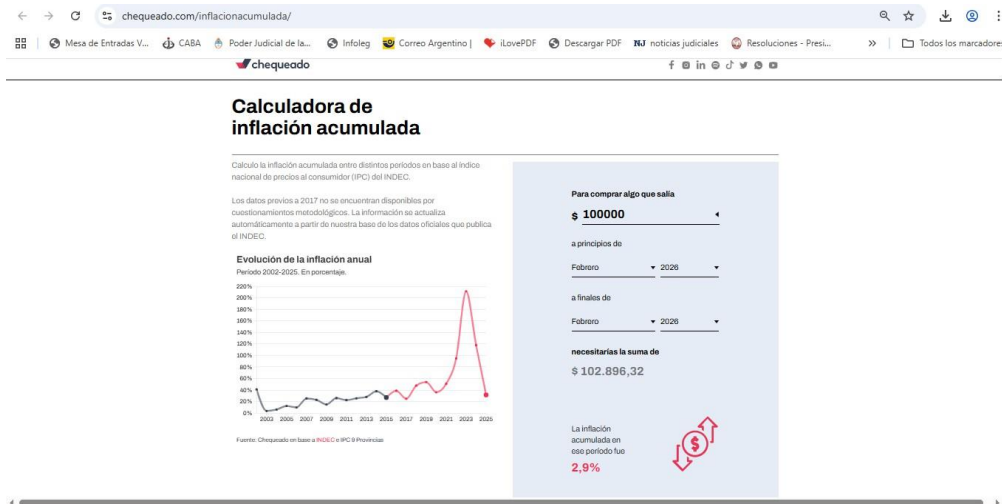 chequeado.com/inflacionacumulada/
Mesa de Entradas V...
CABA
Poder Judicial de la...
Infoleg
Correo Argentino |
iLovePDF
Descargar PDF
NJ noticias judiciales
Resoluciones - Presi...
»
Todos los marcadores
chequeado
Calculadora de
inflación acumulada
Calculo la inflación acumulada entre distintos períodos en base al índice
nacional de precios al consumidor (IPC) del INDEC.
Los datos previos a 2017 no se encuentran disponibles por
cuestionamientos metodológicos. La información se actualiza
automáticamente a partir de nuestra base de los datos oficiales que publica
el INDEC.
Evolución de la inflación anual
Período 2002-2025. En porcentaje.
220%
200%
180%
160%
140%
120%
100%
80%
60%
40%
20%
0%
2003 2005 2007 2009 2011 2013 2015 2017 2019 2021 2023 2025
Fuente: Chequeado en base a INDEC e IPC 9 Provincias
Para comprar algo que salía
$ 100000
a principios de
Febrero 2026
a finales de
Febrero 2026
necesitarías la suma de
$ 102.896,32
La inflación
acumulada en
ese período fue
2,9%
$